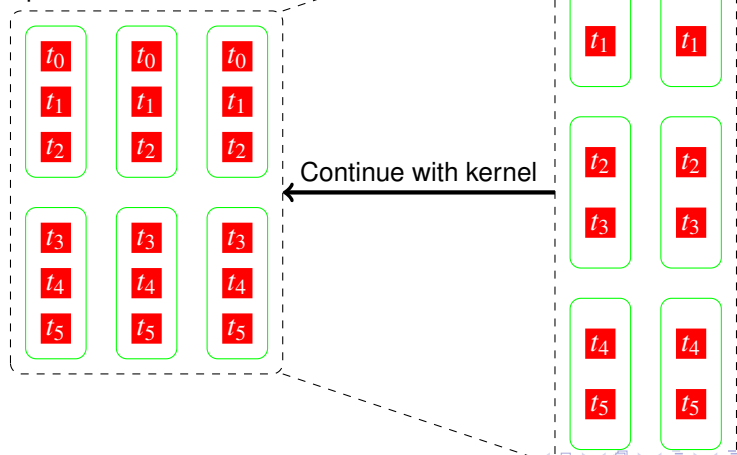 t0 t0 t0
t1 t1 t1
t2 t2 t2
t3 t3 t3
t4 t4 t4
t5 t5 t5
Continue with kernel
t1 t1
t2 t2
t3 t3
t4 t4
t5 t5